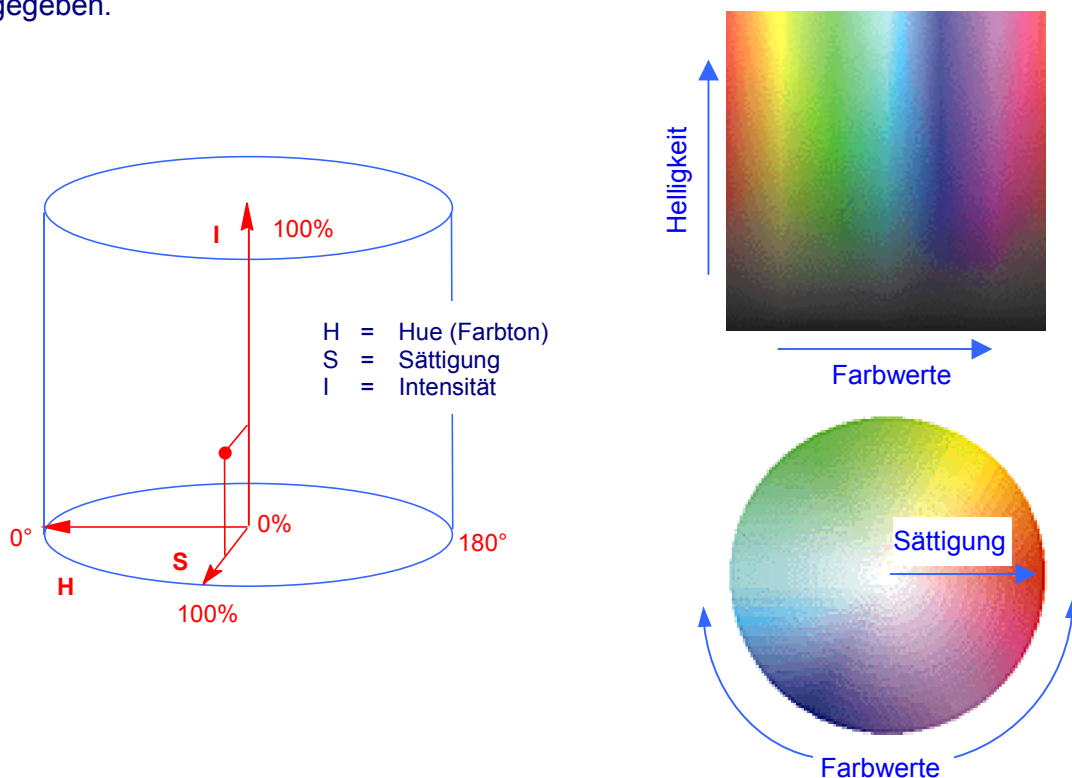 gegeben.
I
100%
H = Hue (Farbton)
S = Sättigung
I = Intensität
0°
0%
180°
S
H
100%
Helligkeit
Farbwerte
Sättigung
Farbwerte